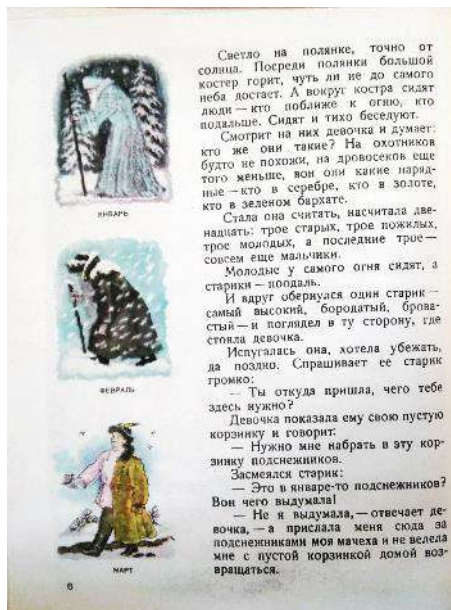 Светло на полянке, точно от
солнца. Посреди полянки большой
костер горит, чуть ли не до самого
неба достает. А вокруг костра сидят
люди — кто поближе к огню, кто
подальше. Сидят и тихо беседуют.
Смотрит на них девочка и думает:
кто же они такие? На охотников
будто не похожи, на дровосеков еще
того меньше, вон они какие наряд-
ные — кто в серебре, кто в золоте,
кто в зеленом бархате.
Стала она считать, насчитала две-
надцать: трое старых, трое пожилых,
трое молодых, а последние трое —
совсем еще мальчики.
Молодые у самого огня сидят, а
старики — поодаль.
И вдруг обернулся один старик —
самый высокий, бородатый, брова-
стый — и поглядел в ту сторону, где
стояла девочка.
Испугалась она, хотела убежать,
да поздно. Спрашивает ее старик
громко:
— Ты откуда пришла, чего тебе
здесь нужно?
Девочка показала ему свою пустую
корзинку и говорит:
— Нужно мне набрать в эту кор-
зинку подснежников.
Засмеялся старик:
— Это в январе-то подснежников?
Вон чего выдумала!
— Не я выдумала, — отвечает де-
вочка, — а прислала меня сюда за
подснежниками моя мачеха и не велела
мне с пустой корзинкой домой воз-
вращаться.
ЯНВАРЬ
ФЕВРАЛЬ
МАРТ
6